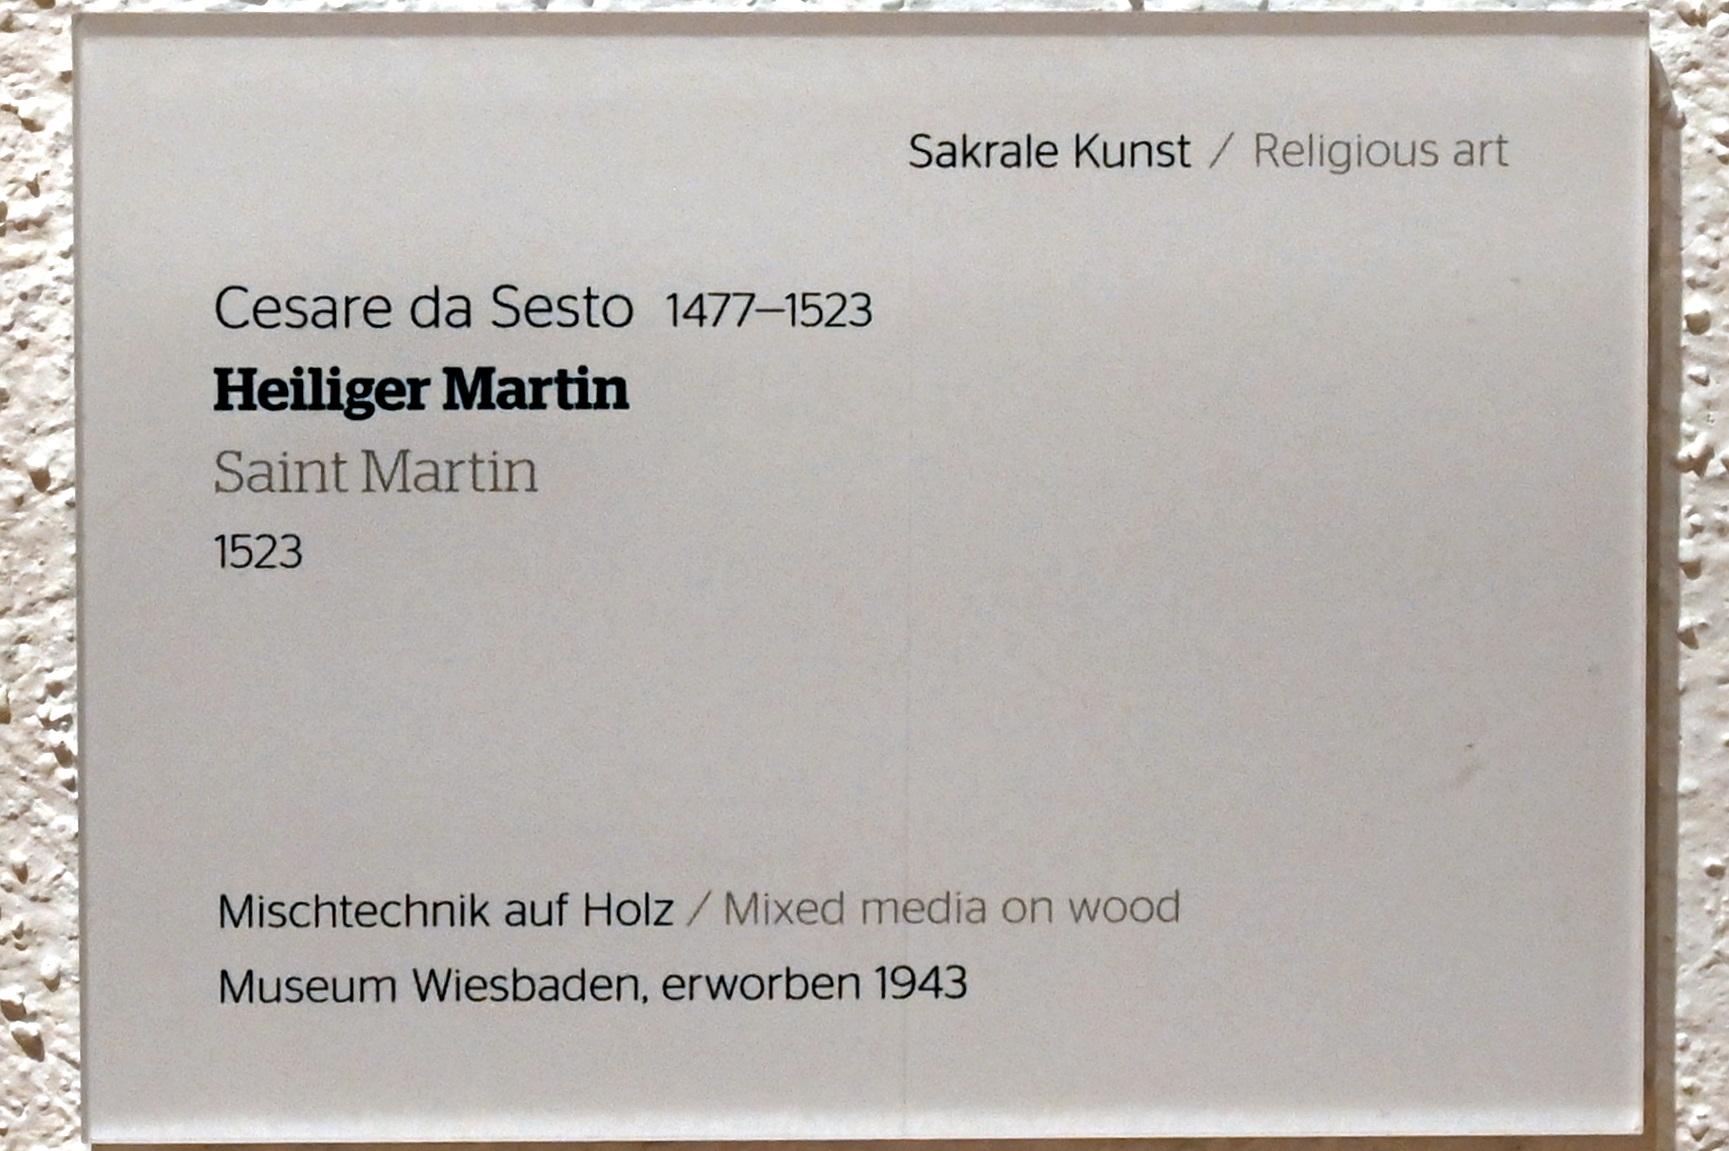 Sakrale Kunst / Religious art
Cesare da Sesto 1477–1523
Heiliger Martin
Saint Martin
1523
Mischtechnik auf Holz / Mixed media on wood
Museum Wiesbaden, erworben 1943